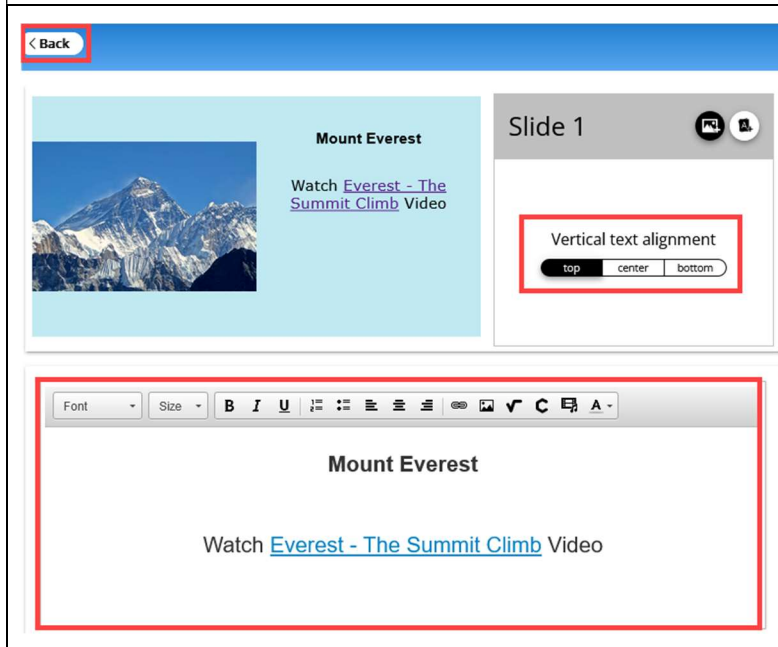 Back
Mount Everest
Watch Everest - The
Summit Climb Video
Slide 1
Vertical text alignment
top center bottom
Font Size B I U A
Mount Everest
Watch Everest - The Summit Climb Video